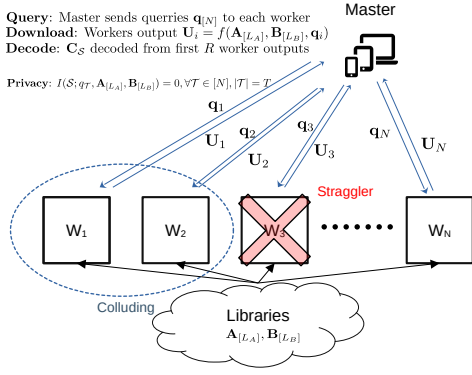 Query: Master sends querries q_[N] to each worker
Download: Workers output U_i = f(A_[L_A], B_[L_B], q_i)
Decode: C_S decoded from first R worker outputs
Privacy: I(S; q_T, A_[L_A], B_[L_B]) = 0, ∀T ∈ [N], |T| = T
Master
q_1
U_1
q_2
U_2
q_3
U_3
q_N
U_N
Straggler
W_1
W_2
W_3
W_N
Colluding
Libraries
A_[L_A], B_[L_B]